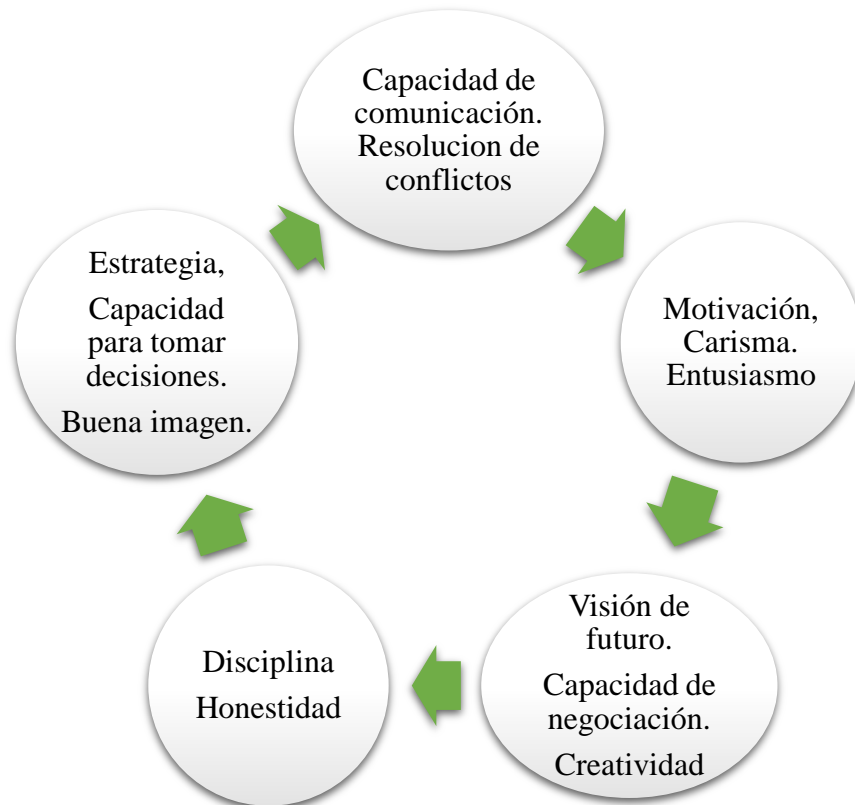 Capacidad de
comunicación.
Resolucion de
conflictos
Motivación,
Carisma.
Entusiasmo
Visión de
futuro.
Capacidad de
negociación.
Creatividad
Disciplina
Honestidad
Estrategia,
Capacidad
para tomar
decisiones.
Buena imagen.